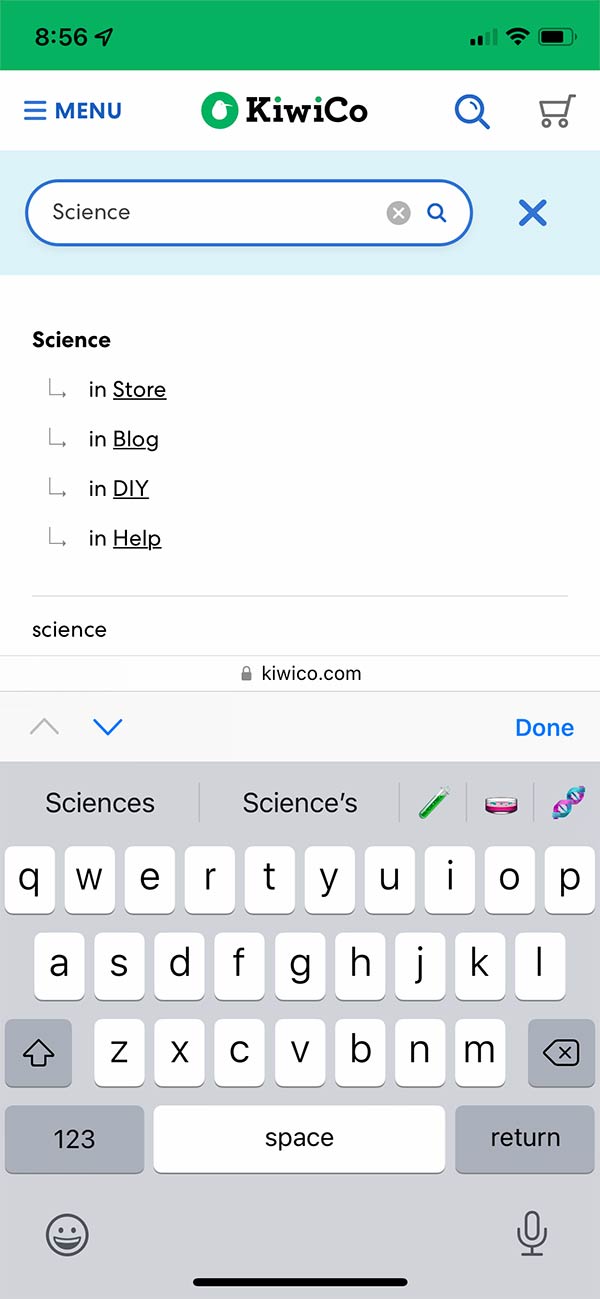 8:56
MENU KiwiCo
Science
Science
in Store
in Blog
in DIY
in Help
science
kiwico.com
Done
Sciences Science's
q w e r t y u i o p
a s d f g h j k l
z x c v b n m
123 space return